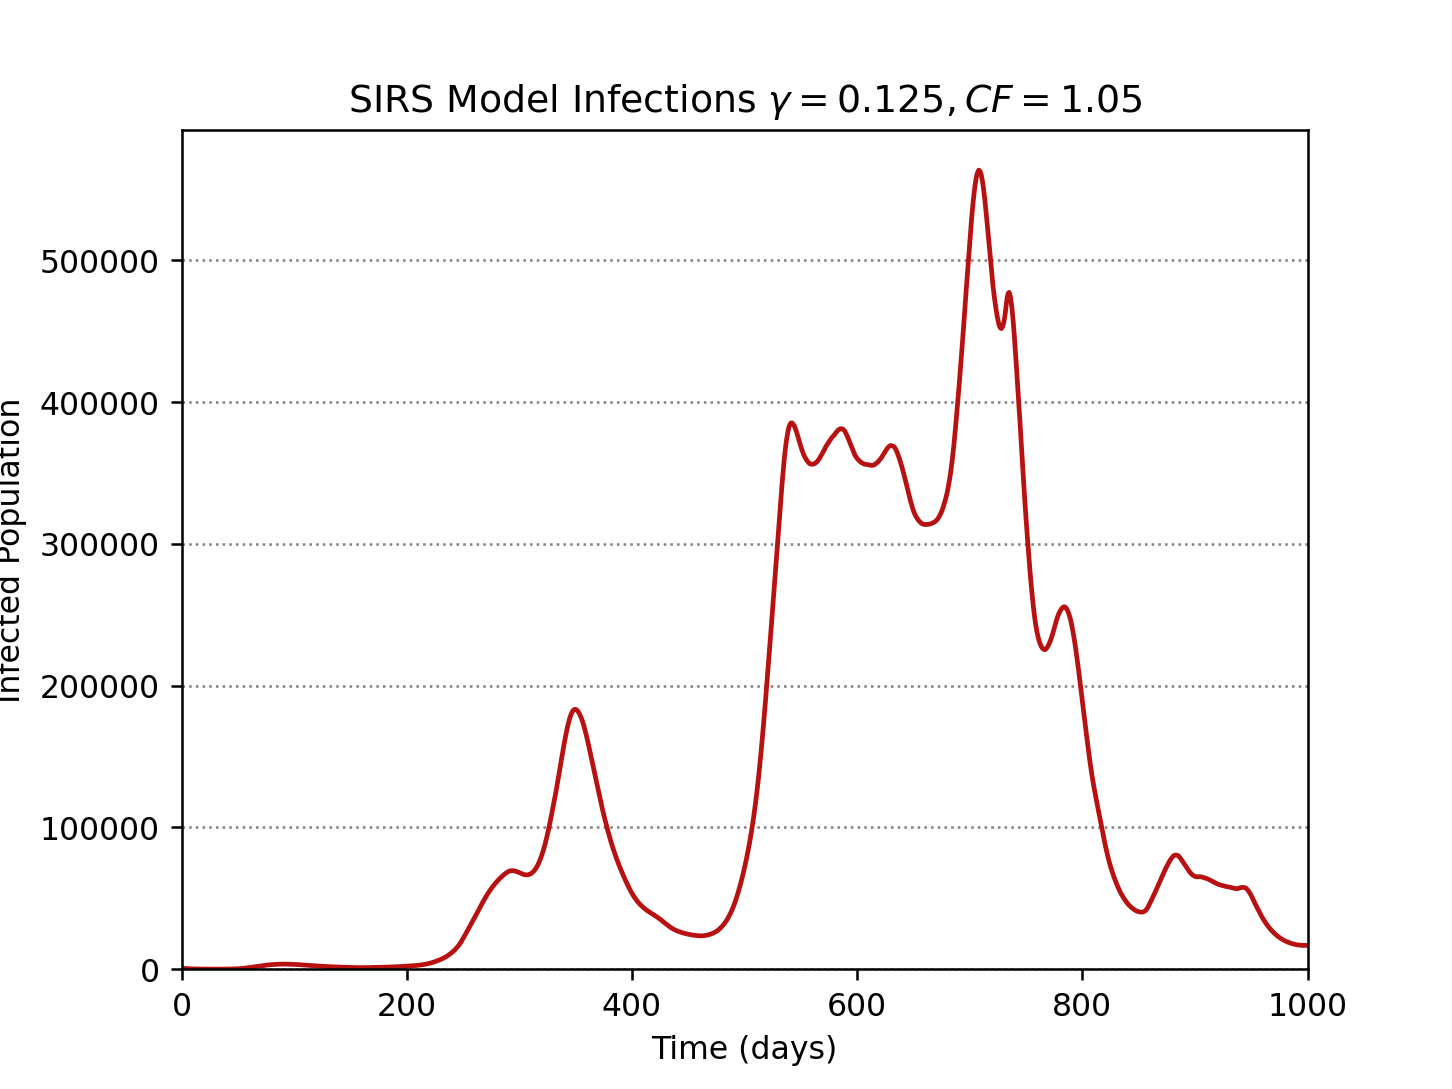 SIRS Model Infections γ = 0.125, CF = 1.05
Infected Population
500000
400000
300000
200000
100000
0
0 200 400 600 800 1000
Time (days)